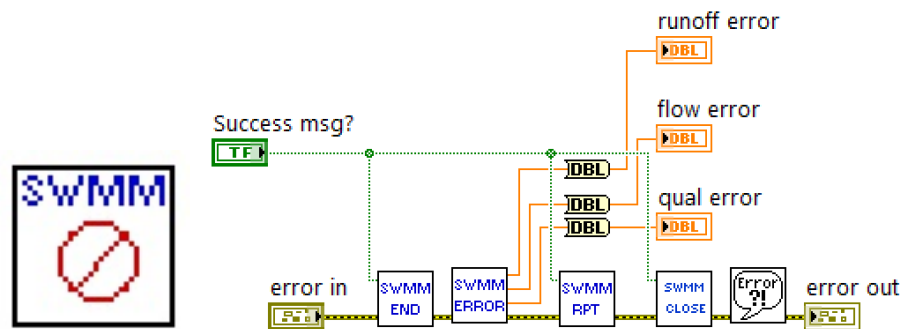 runoff error
DBL
flow error
Success msg?
TF
DBL
DBL
SWMM
qual error
DBL
DBL
DBL
error in
SWMM
END
SWMM
ERROR
SWMM
RPT
SWMM
CLOSE
Error
?!
error out